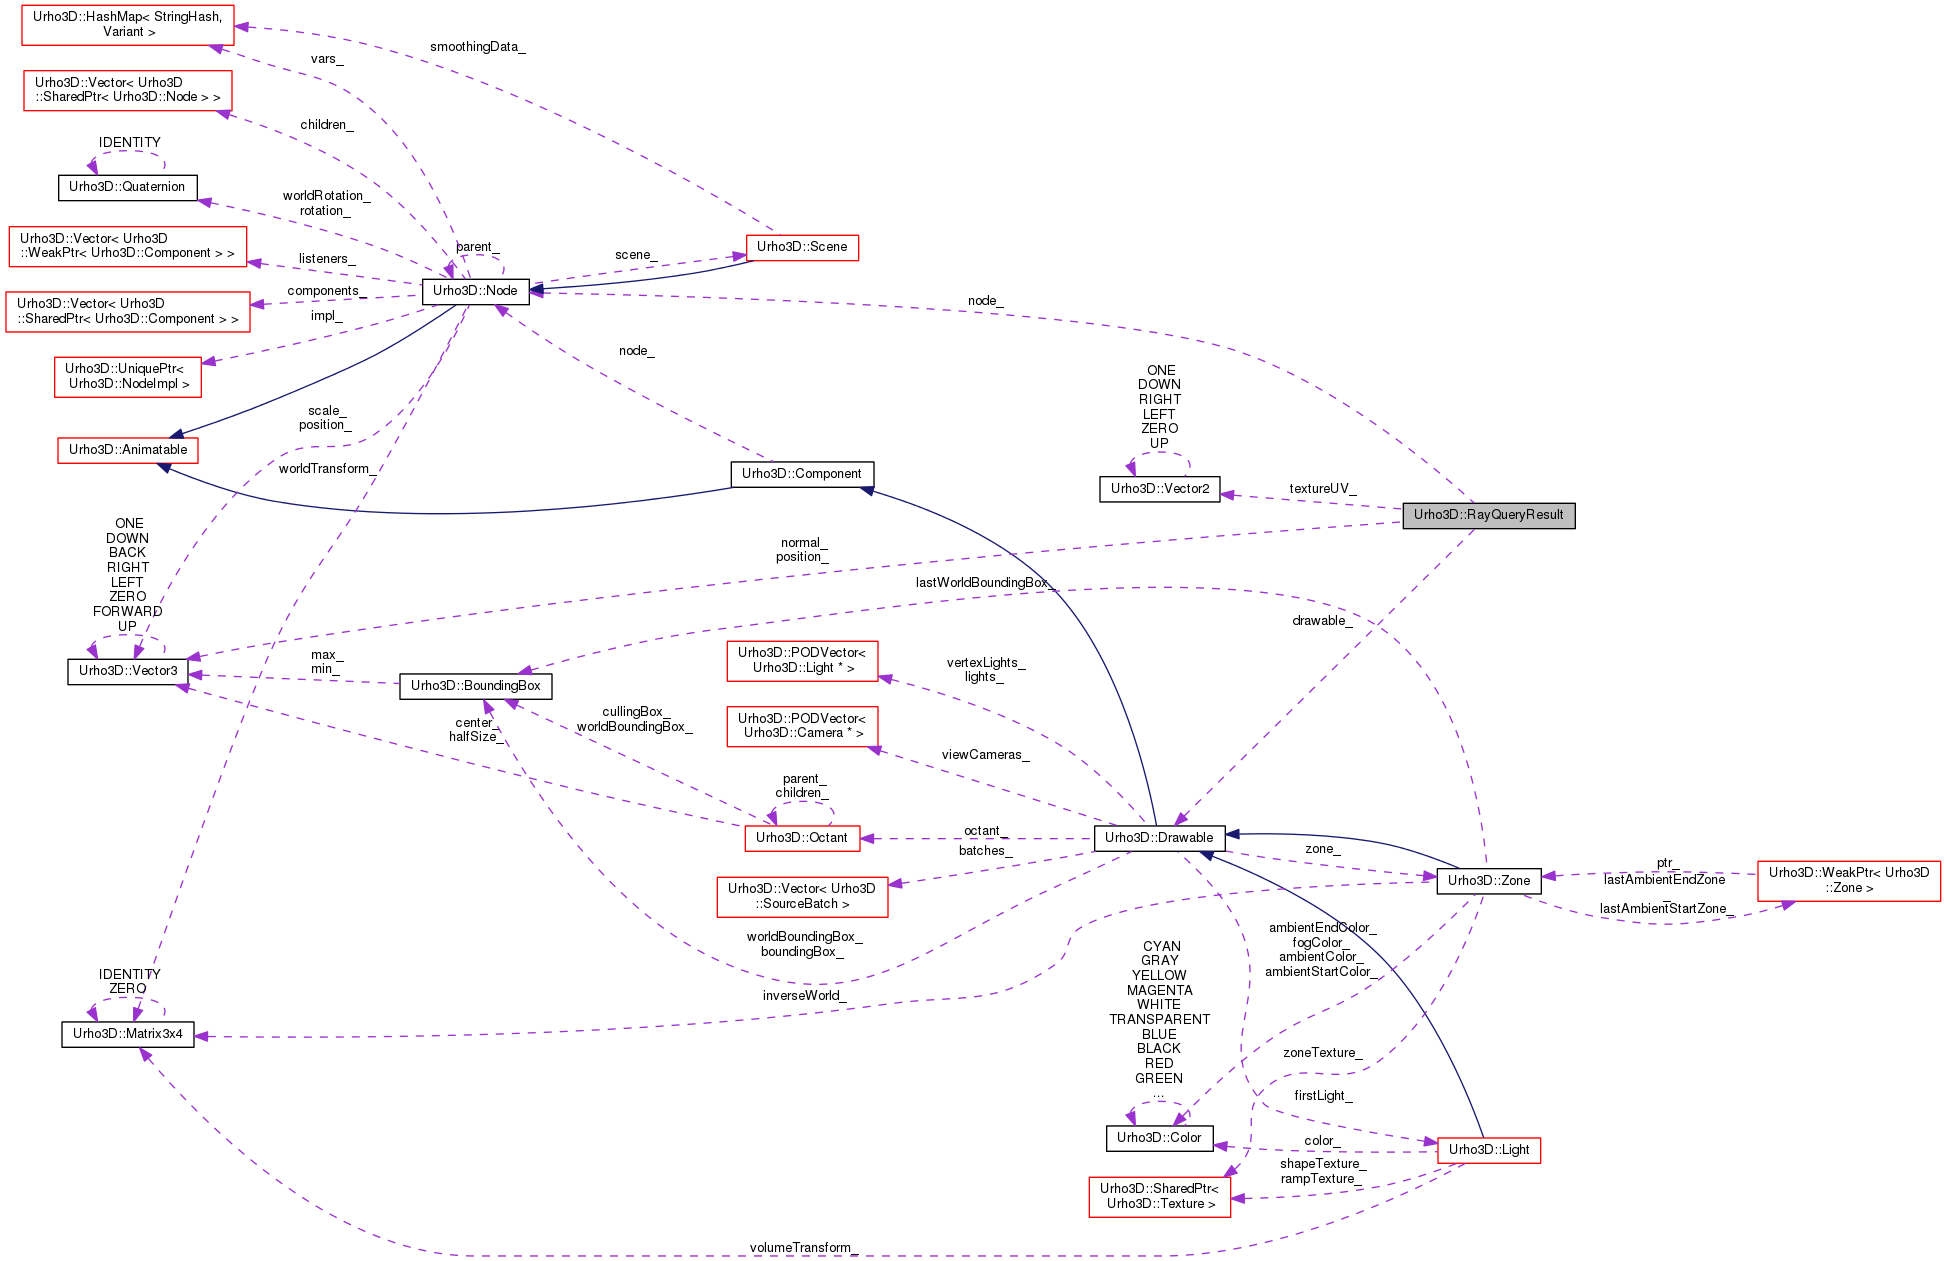 Urho3D::HashMap< StringHash,
Variant >
smoothingData_
vars_
Urho3D::Vector< Urho3D
::SharedPtr< Urho3D::Node > >
children_
IDENTITY
Urho3D::Quaternion
worldRotation_
rotation_
Urho3D::Vector< Urho3D
::WeakPtr< Urho3D::Component > >
listeners_
parent_
scene_
Urho3D::Scene
Urho3D::Node
components_
Urho3D::Vector< Urho3D
::SharedPtr< Urho3D::Component > >
impl_
node_
node_
Urho3D::UniquePtr<
Urho3D::NodeImpl >
scale_
position_
Urho3D::Animatable
worldTransform_
Urho3D::Component
ONE
DOWN
RIGHT
LEFT
ZERO
UP
Urho3D::Vector2
textureUV_
Urho3D::RayQueryResult
ONE
DOWN
BACK
RIGHT
LEFT
ZERO
FORWARD
UP
normal_
position_
lastWorldBoundingBox_
drawable_
Urho3D::Vector3
max_
min_
Urho3D::BoundingBox
Urho3D::PODVector<
Urho3D::Light * >
vertexLights_
lights_
cullingBox_
worldBoundingBox_
center_
halfSize_
Urho3D::PODVector<
Urho3D::Camera * >
viewCameras_
parent_
children_
Urho3D::Octant
octant_
Urho3D::Drawable
batches_
zone_
Urho3D::Vector< Urho3D
::SourceBatch >
Urho3D::Zone
ptr_
lastAmbientEndZone
_
lastAmbientStartZone_
Urho3D::WeakPtr< Urho3D
::Zone >
worldBoundingBox_
boundingBox_
ambientEndColor_
fogColor_
ambientColor_
ambientStartColor_
IDENTITY
ZERO
inverseWorld_
Urho3D::Matrix3x4
CYAN
GRAY
YELLOW
MAGENTA
WHITE
TRANSPARENT
BLUE
BLACK
RED
GREEN
...
zoneTexture_
firstLight_
Urho3D::Color
color_
Urho3D::Light
shapeTexture_
rampTexture_
Urho3D::SharedPtr<
Urho3D::Texture >
volumeTransform_